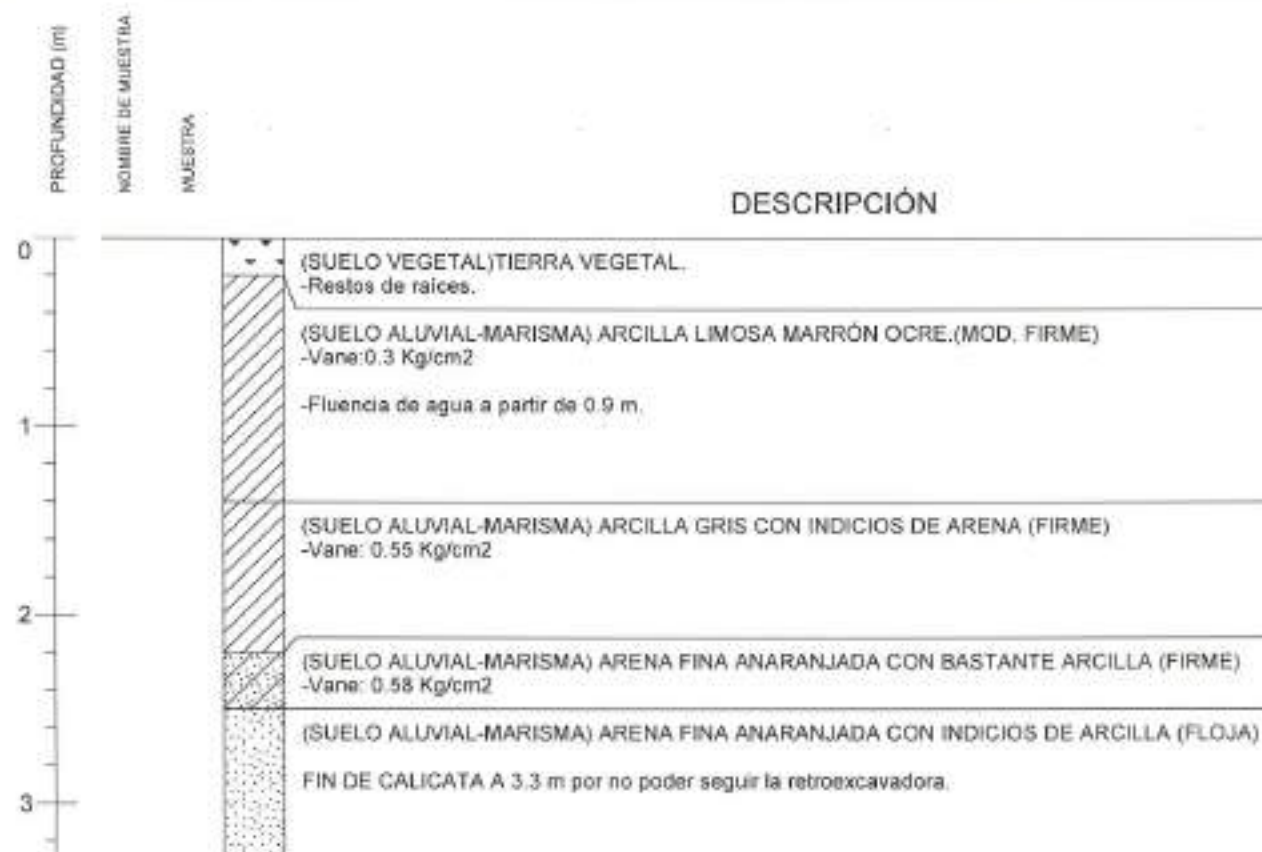 PROFUNDIDAD (m)
NOMBRE DE MUESTRA
MUESTRA
DESCRIPCIÓN
0
(SUELO VEGETAL)TIERRA VEGETAL.
-Restos de raíces.
(SUELO ALUVIAL-MARISMA) ARCILLA LIMOSA MARRÓN OCRE.(MOD. FIRME)
-Vane:0.3 Kg/cm2
-Fluencia de agua a partir de 0.9 m.
1
(SUELO ALUVIAL-MARISMA) ARCILLA GRIS CON INDICIOS DE ARENA (FIRME)
-Vane: 0.55 Kg/cm2
2
(SUELO ALUVIAL-MARISMA) ARENA FINA ANARANJADA CON BASTANTE ARCILLA (FIRME)
-Vane: 0.58 Kg/cm2
(SUELO ALUVIAL-MARISMA) ARENA FINA ANARANJADA CON INDICIOS DE ARCILLA (FLOJA)
FIN DE CALICATA A 3.3 m por no poder seguir la retroexcavadora.
3